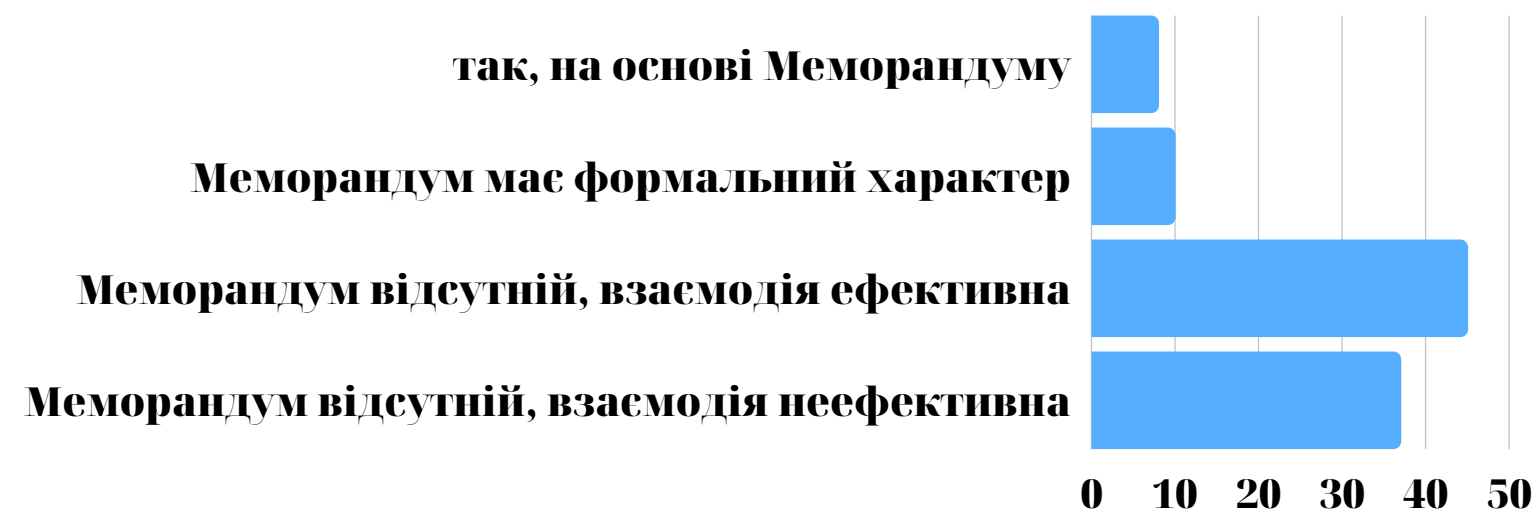 так, на основі Меморандуму
Меморандум має формальний характер
Меморандум відсутній, взаємодія ефективна
Меморандум відсутній, взаємодія неефективна
0 10 20 30 40 50